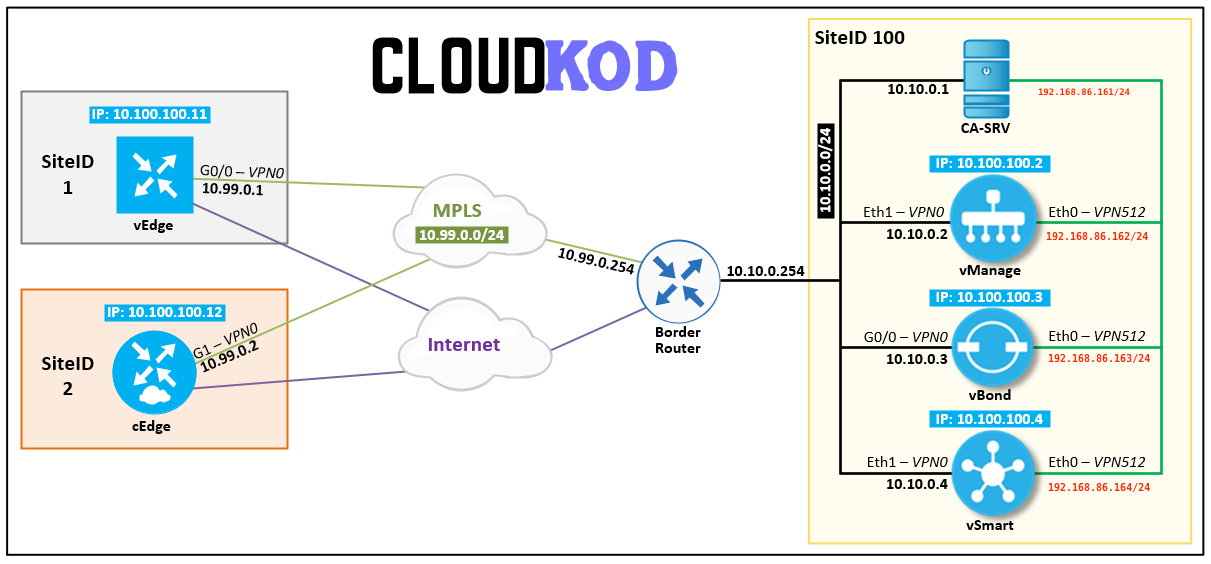 CLOUDKOD
IP: 10.100.100.11
SiteID
1
G0/0 – VPN0
10.99.0.1
vEdge
IP: 10.100.100.12
SiteID
2
G1 – VPN0
10.99.0.2
cEdge
MPLS
10.99.0.0/24
Internet
10.99.0.254
Border
Router
10.10.0.254
SiteID 100
10.10.0.0/24
10.10.0.1
192.168.86.161/24
CA-SRV
IP: 10.100.100.2
Eth1 – VPN0
Eth0 – VPN512
10.10.0.2
192.168.86.162/24
vManage
IP: 10.100.100.3
G0/0 – VPN0
Eth0 – VPN512
10.10.0.3
192.168.86.163/24
vBond
IP: 10.100.100.4
Eth1 – VPN0
Eth0 – VPN512
10.10.0.4
192.168.86.164/24
vSmart